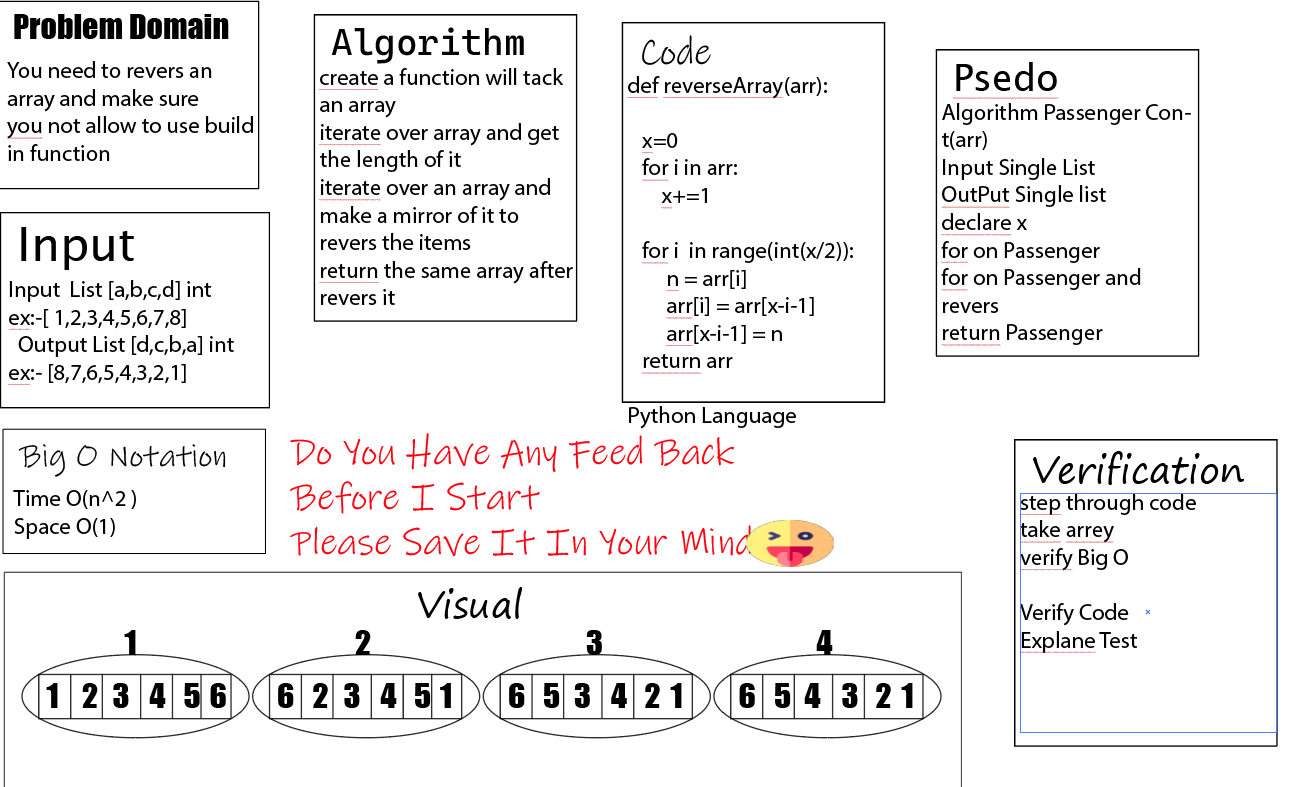 Problem Domain
You need to revers an
array and make sure
you not allow to use build
in function
Input
Input List [a,b,c,d] int
ex:-[ 1,2,3,4,5,6,7,8]
Output List [d,c,b,a] int
ex:- [8,7,6,5,4,3,2,1]
Big O Notation
Time O(n^2 )
Space O(1)
Algorithm
create a function will tack
an array
iterate over array and get
the length of it
iterate over an array and
make a mirror of it to
revers the items
return the same array after
revers it
Code
def reverseArray(arr):
x=0
for i in arr:
x+=1
for i in range(int(x/2)):
n = arr[i]
arr[i] = arr[x-i-1]
arr[x-i-1] = n
return arr
Python Language
Psedo
Algorithm Passenger Con-
t(arr)
Input Single List
OutPut Single list
declare x
for on Passenger
for on Passenger and
revers
return Passenger
Do You Have Any Feed Back
Before I Start
Please Save It In Your Mind
Verification
step through code
take arrey
verify Big O
Verify Code
Explane Test
Visual
1 2 3 4
1 2 3 4 5 6 6 2 3 4 5 1 6 5 3 4 2 1 6 5 4 3 2 1